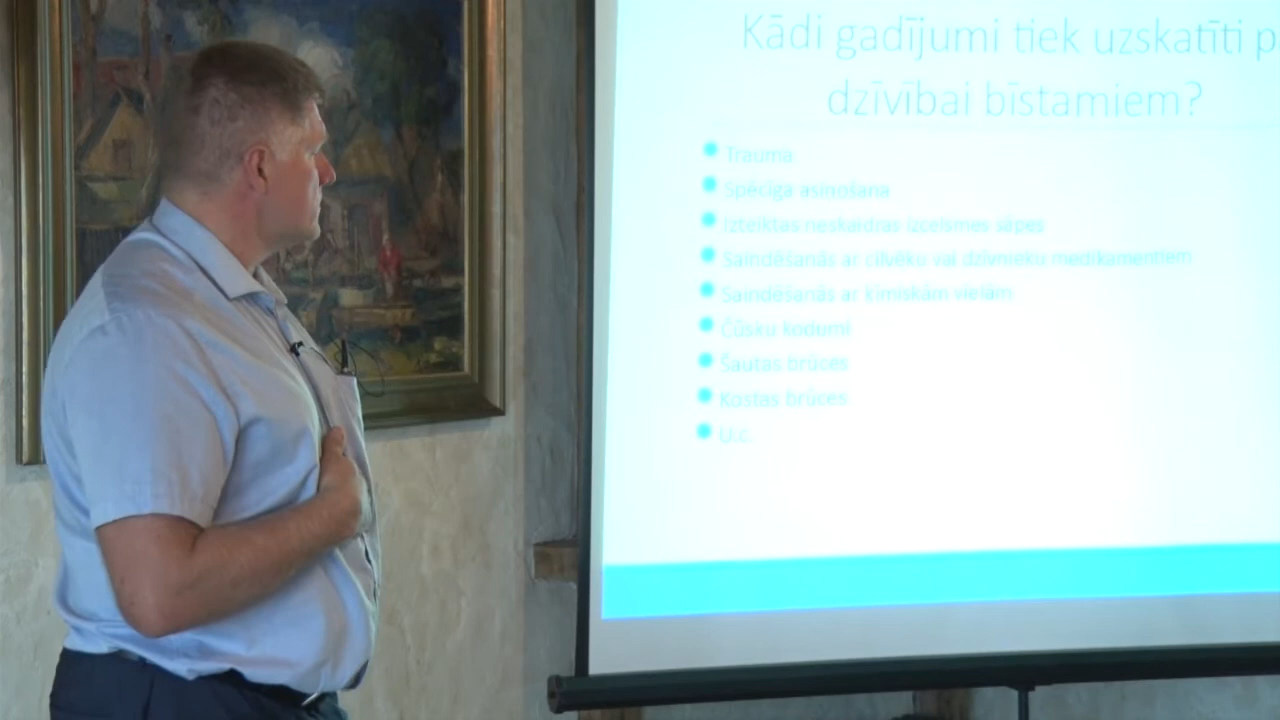 Kādi gadījumi tiek uzskatīti p
dzīvībai bīstamiem?
Trauma
Spēcīga asiņošana
Izteiktas neskaidras izcelsmes sāpes
Saindēšanās ar cilvēku vai dzīvnieku medikamentiem
Saindēšanās ar ķīmiskām vielām
Čūsku kodumi
Šautas brūces
Kostas brūces
U.c.